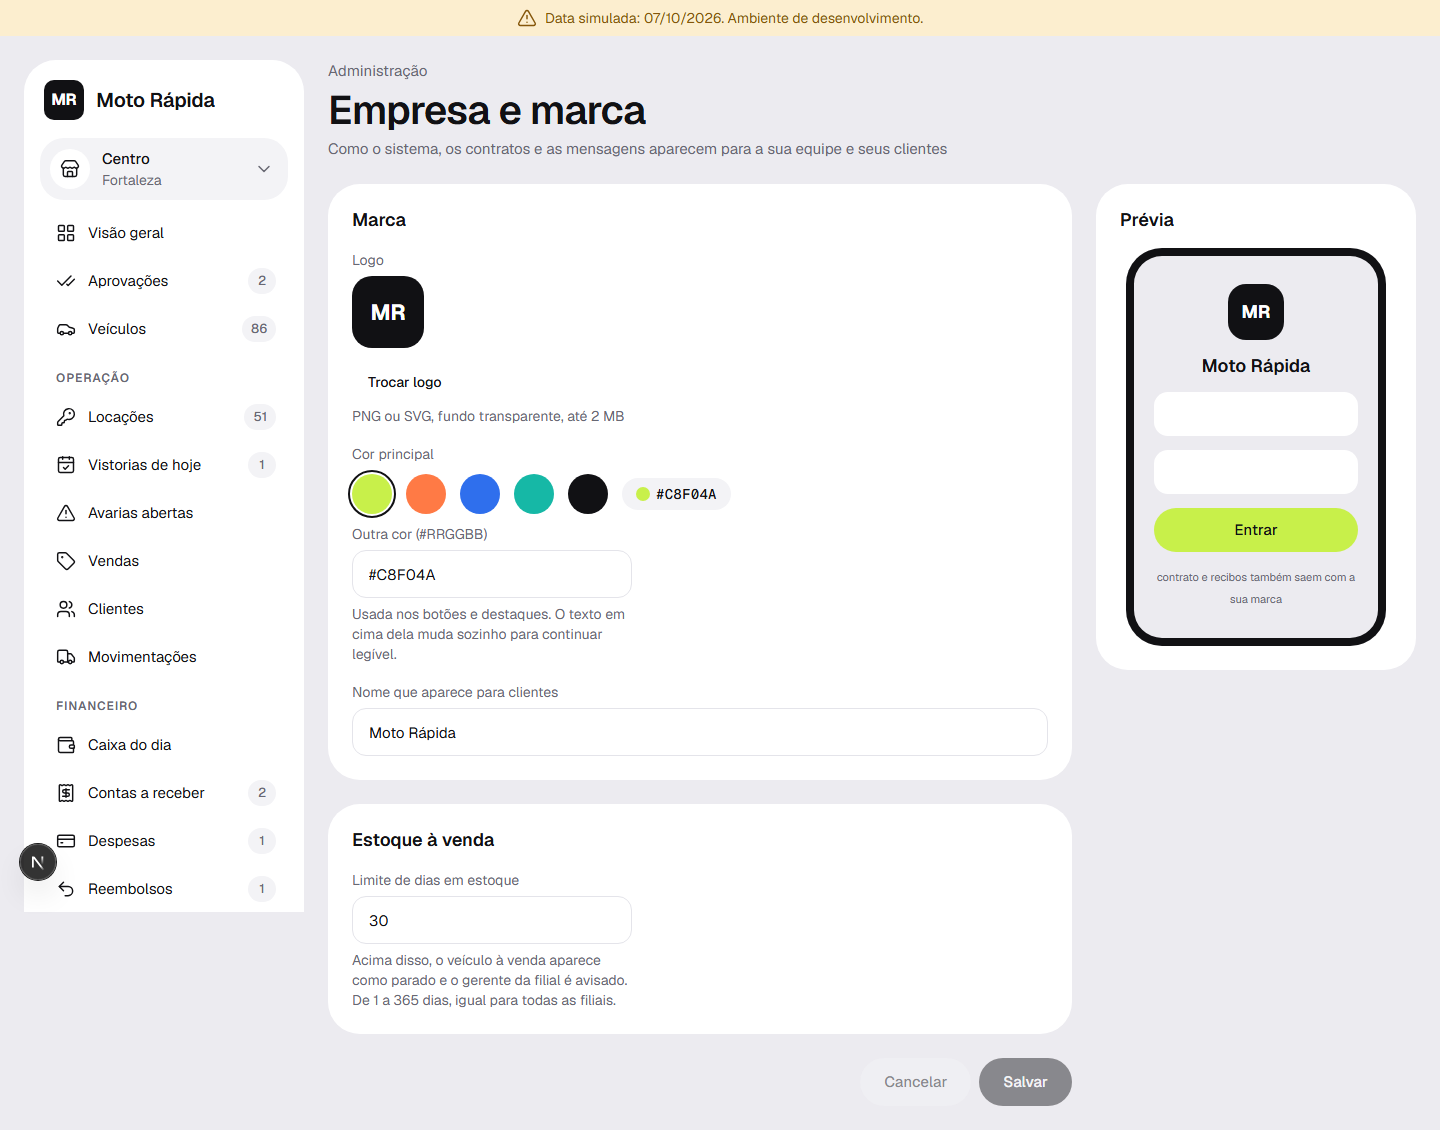 Data simulada: 07/10/2026. Ambiente de desenvolvimento.
MR
Moto Rápida
Centro
Fortaleza
Visão geral
Aprovações
2
Veículos
86
OPERAÇÃO
Locações
51
Vistorias de hoje
1
Avarias abertas
Vendas
Clientes
Movimentações
FINANCEIRO
Caixa do dia
Contas a receber
2
Despesas
1
N
Reembolsos
1
Administração
Empresa e marca
Como o sistema, os contratos e as mensagens aparecem para a sua equipe e seus clientes
Marca
Logo
MR
Trocar logo
PNG ou SVG, fundo transparente, até 2 MB
Cor principal
#C8F04A
Outra cor (#RRGGBB)
#C8F04A
Usada nos botões e destaques. O texto em
cima dela muda sozinho para continuar
legível.
Nome que aparece para clientes
Moto Rápida
Estoque à venda
Limite de dias em estoque
30
Acima disso, o veículo à venda aparece
como parado e o gerente da filial é avisado.
De 1 a 365 dias, igual para todas as filiais.
Cancelar
Salvar
Prévia
MR
Moto Rápida
Entrar
contrato e recibos também saem com a
sua marca